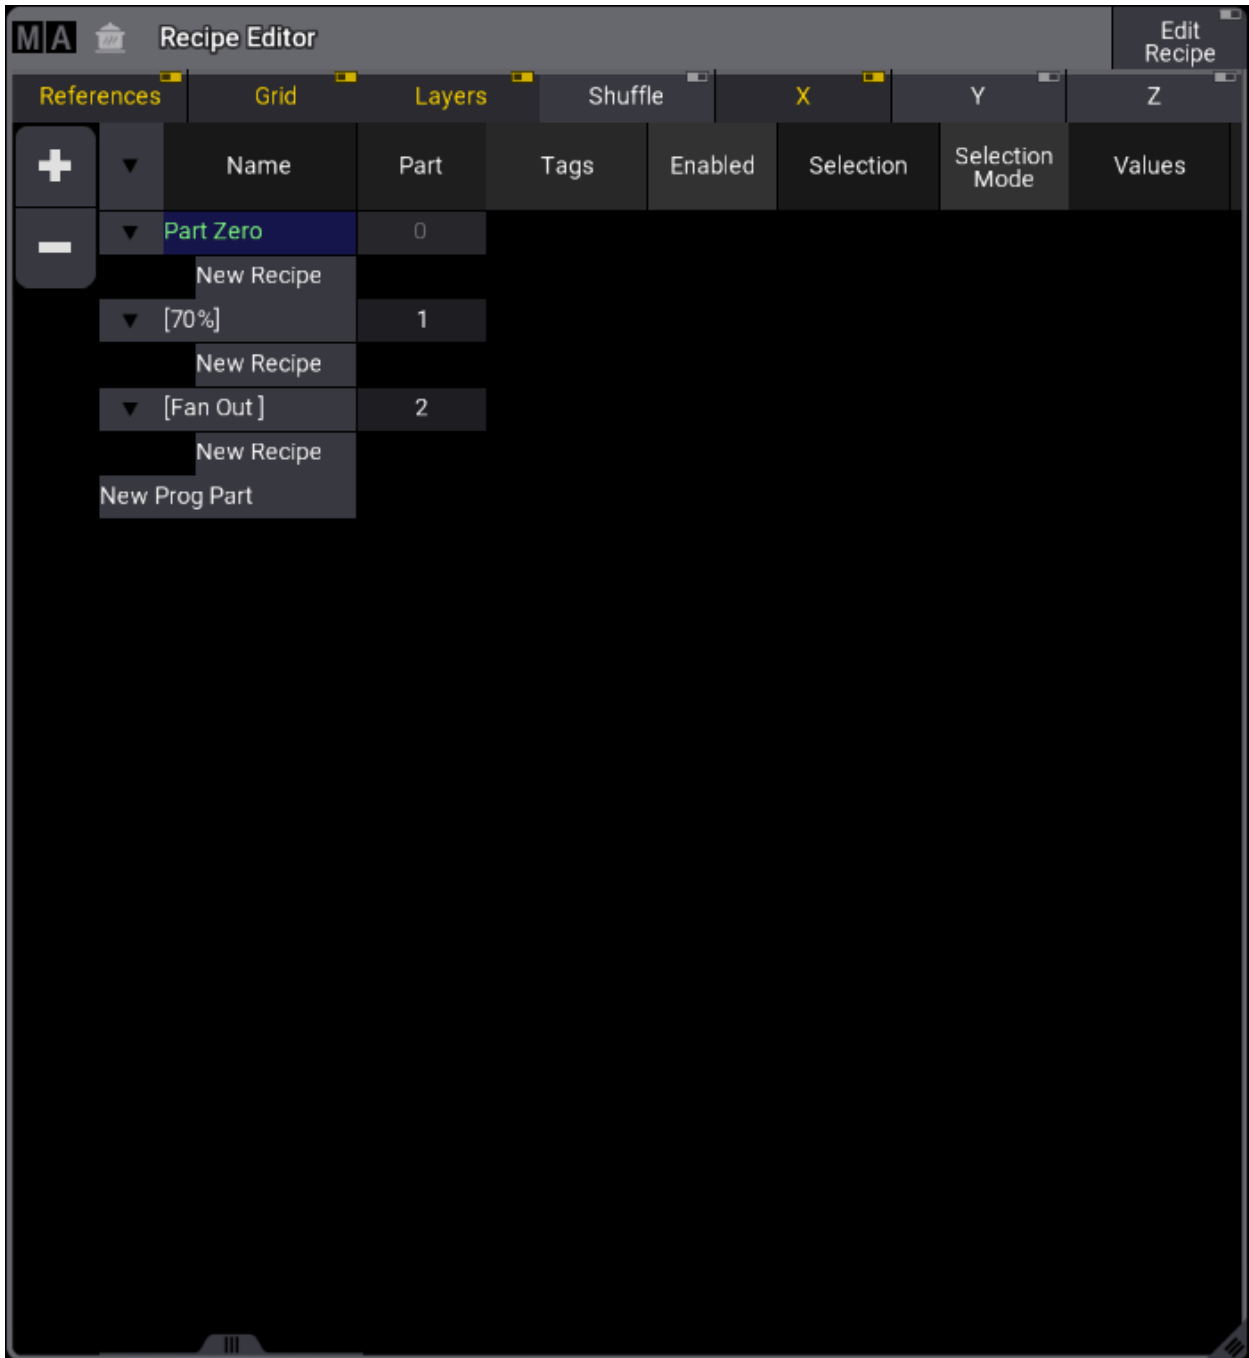 MA Recipe Editor
Edit
Recipe
References Grid Layers Shuffle X Y Z
Name Part Tags Enabled Selection Selection Mode Values
Part Zero 0
New Recipe
[70%] 1
New Recipe
[Fan Out ] 2
New Recipe
New Prog Part